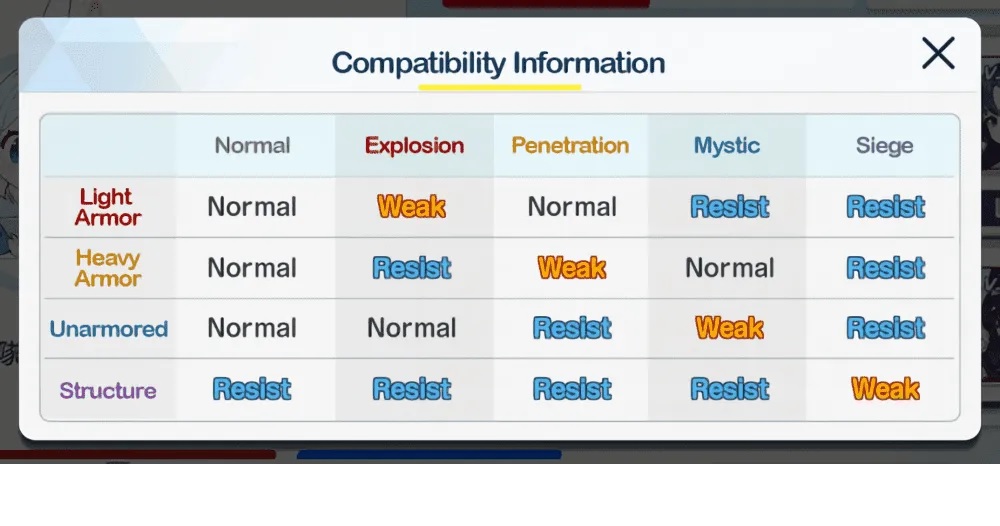 Compatibility Information
Normal Explosion Penetration Mystic Siege
Light Armor Normal Weak Normal Resist Resist
Heavy Armor Normal Resist Weak Normal Resist
Unarmored Normal Normal Resist Weak Resist
Structure Resist Resist Resist Resist Weak
隊